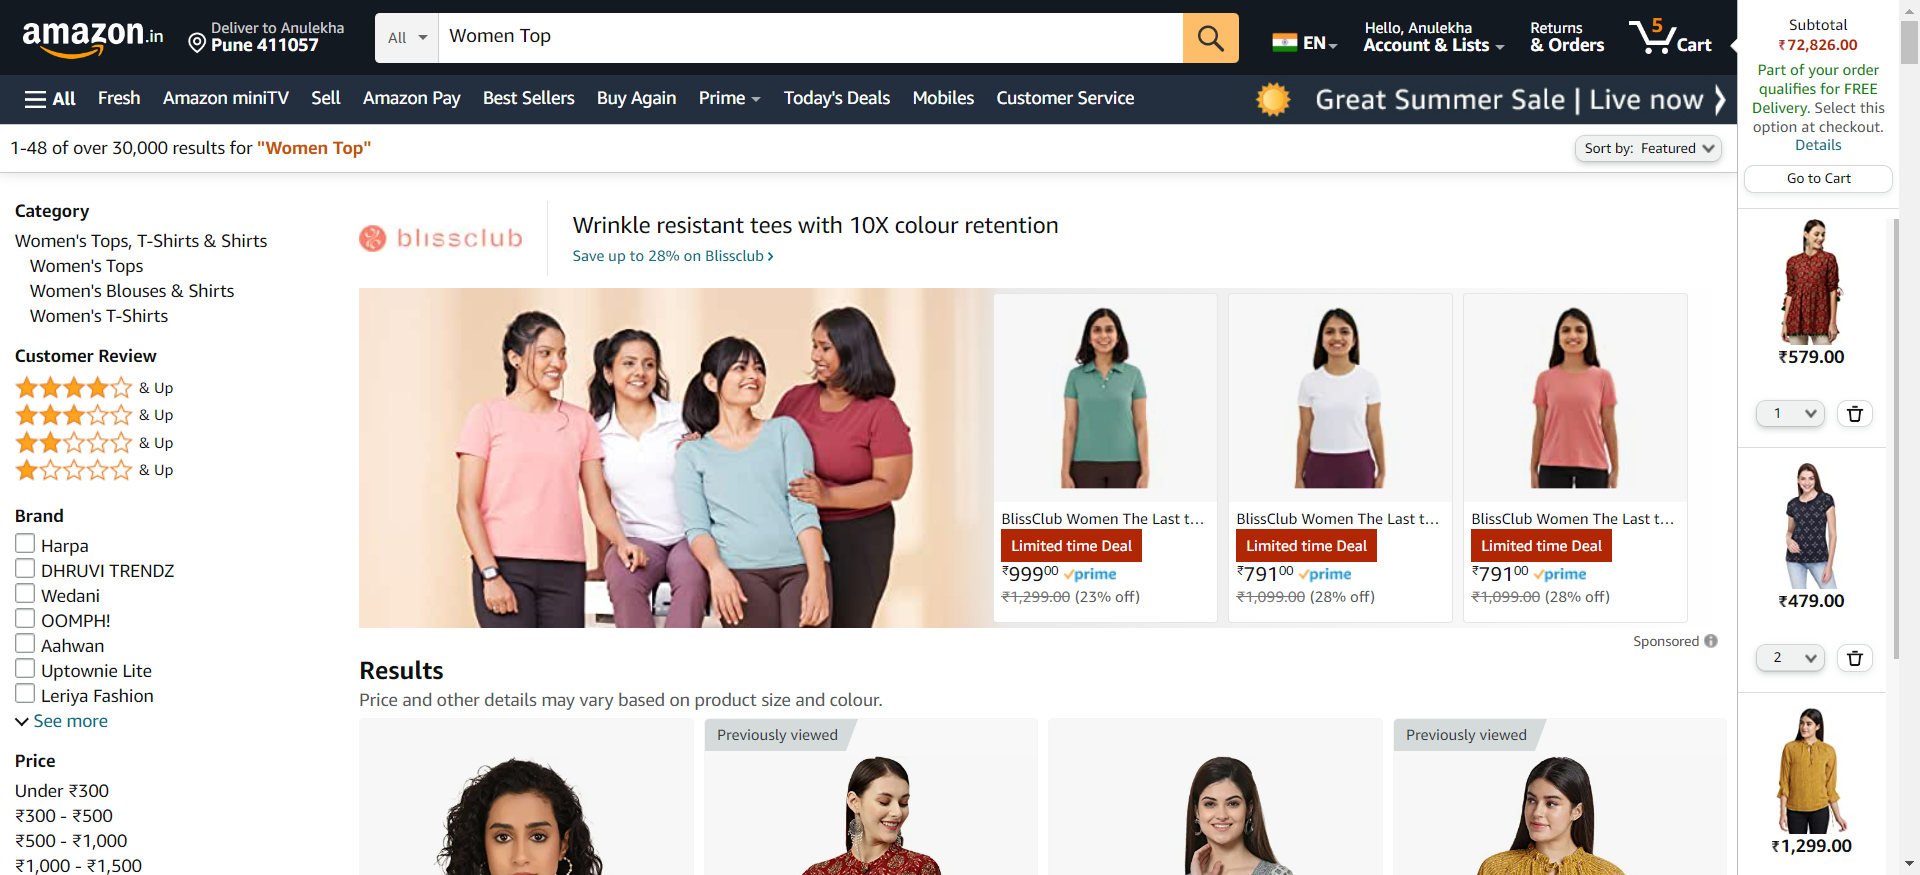 amazon.in
Deliver to Anulekha
Pune 411057
All
Women Top
EN
Hello, Anulekha
Account & Lists
Returns
& Orders
5
Cart
All
Fresh
Amazon miniTV
Sell
Amazon Pay
Best Sellers
Buy Again
Prime
Today's Deals
Mobiles
Customer Service
Great Summer Sale | Live now
1-48 of over 30,000 results for "Women Top"
Sort by: Featured
Category
Women's Tops, T-Shirts & Shirts
Women's Tops
Women's Blouses & Shirts
Women's T-Shirts
Customer Review
& Up
& Up
& Up
& Up
Brand
Harpa
DHRUVI TRENDZ
Wedani
OOMPH!
Aahwan
Uptownie Lite
Leriya Fashion
See more
Price
Under ₹300
₹300 - ₹500
₹500 - ₹1,000
₹1,000 - ₹1,500
blissclub
Wrinkle resistant tees with 10X colour retention
Save up to 28% on Blissclub
BlissClub Women The Last t...
Limited time Deal
₹99900 prime
₹1,299.00 (23% off)
BlissClub Women The Last t...
Limited time Deal
₹79100 prime
₹1,099.00 (28% off)
BlissClub Women The Last t...
Limited time Deal
₹79100 prime
₹1,099.00 (28% off)
Sponsored
Results
Price and other details may vary based on product size and colour.
Previously viewed
Previously viewed
Subtotal
₹72,826.00
Part of your order
qualifies for FREE
Delivery. Select this
option at checkout.
Details
Go to Cart
₹579.00
1
₹479.00
2
₹1,299.00